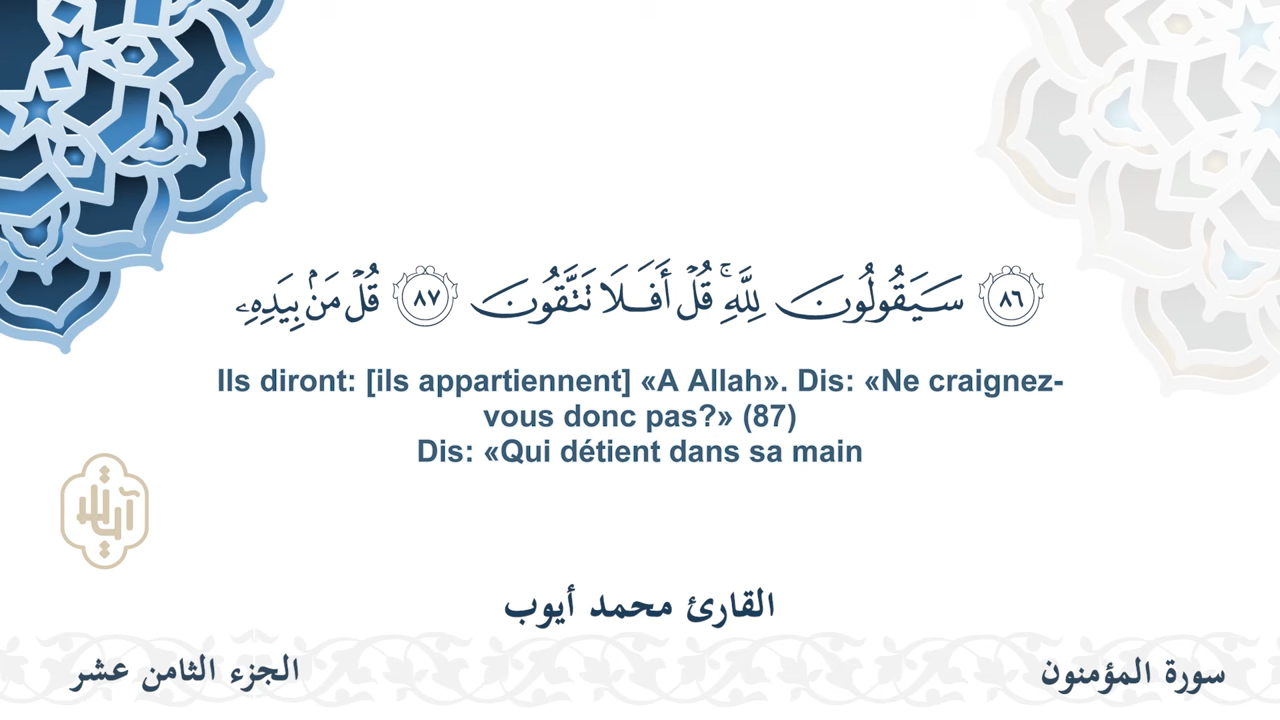 ٨٦ سَيَقُولُونَ لِلَّهِۚ قُلۡ أَفَلَا تَتَّقُونَ ٨٧ قُلۡ مَنۢ بِيَدِهِۦ
Ils diront: [ils appartiennent] «A Allah». Dis: «Ne craignez-
vous donc pas?» (87)
Dis: «Qui détient dans sa main
القارئ محمد أيوب
سورة المؤمنون
الجزء الثامن عشر